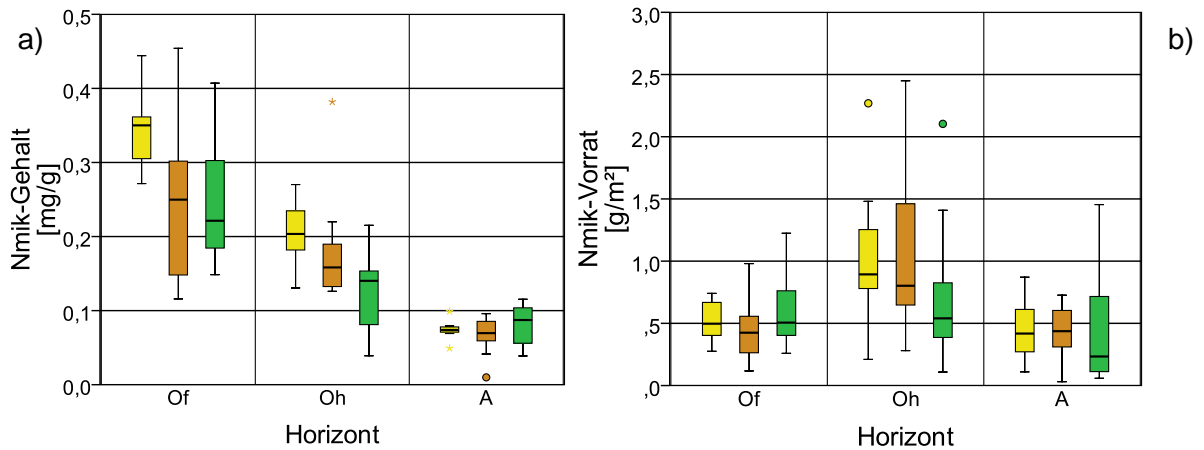 a)
0,5
0,4
0,3
0,2
0,1
0,0
Nmik-Gehalt
[mg/g]
Of
Oh
A
Horizont
b)
3,0
2,5
2,0
1,5
1,0
,5
,0
Nmik-Vorrat
[g/m²]
Of
Oh
A
Horizont